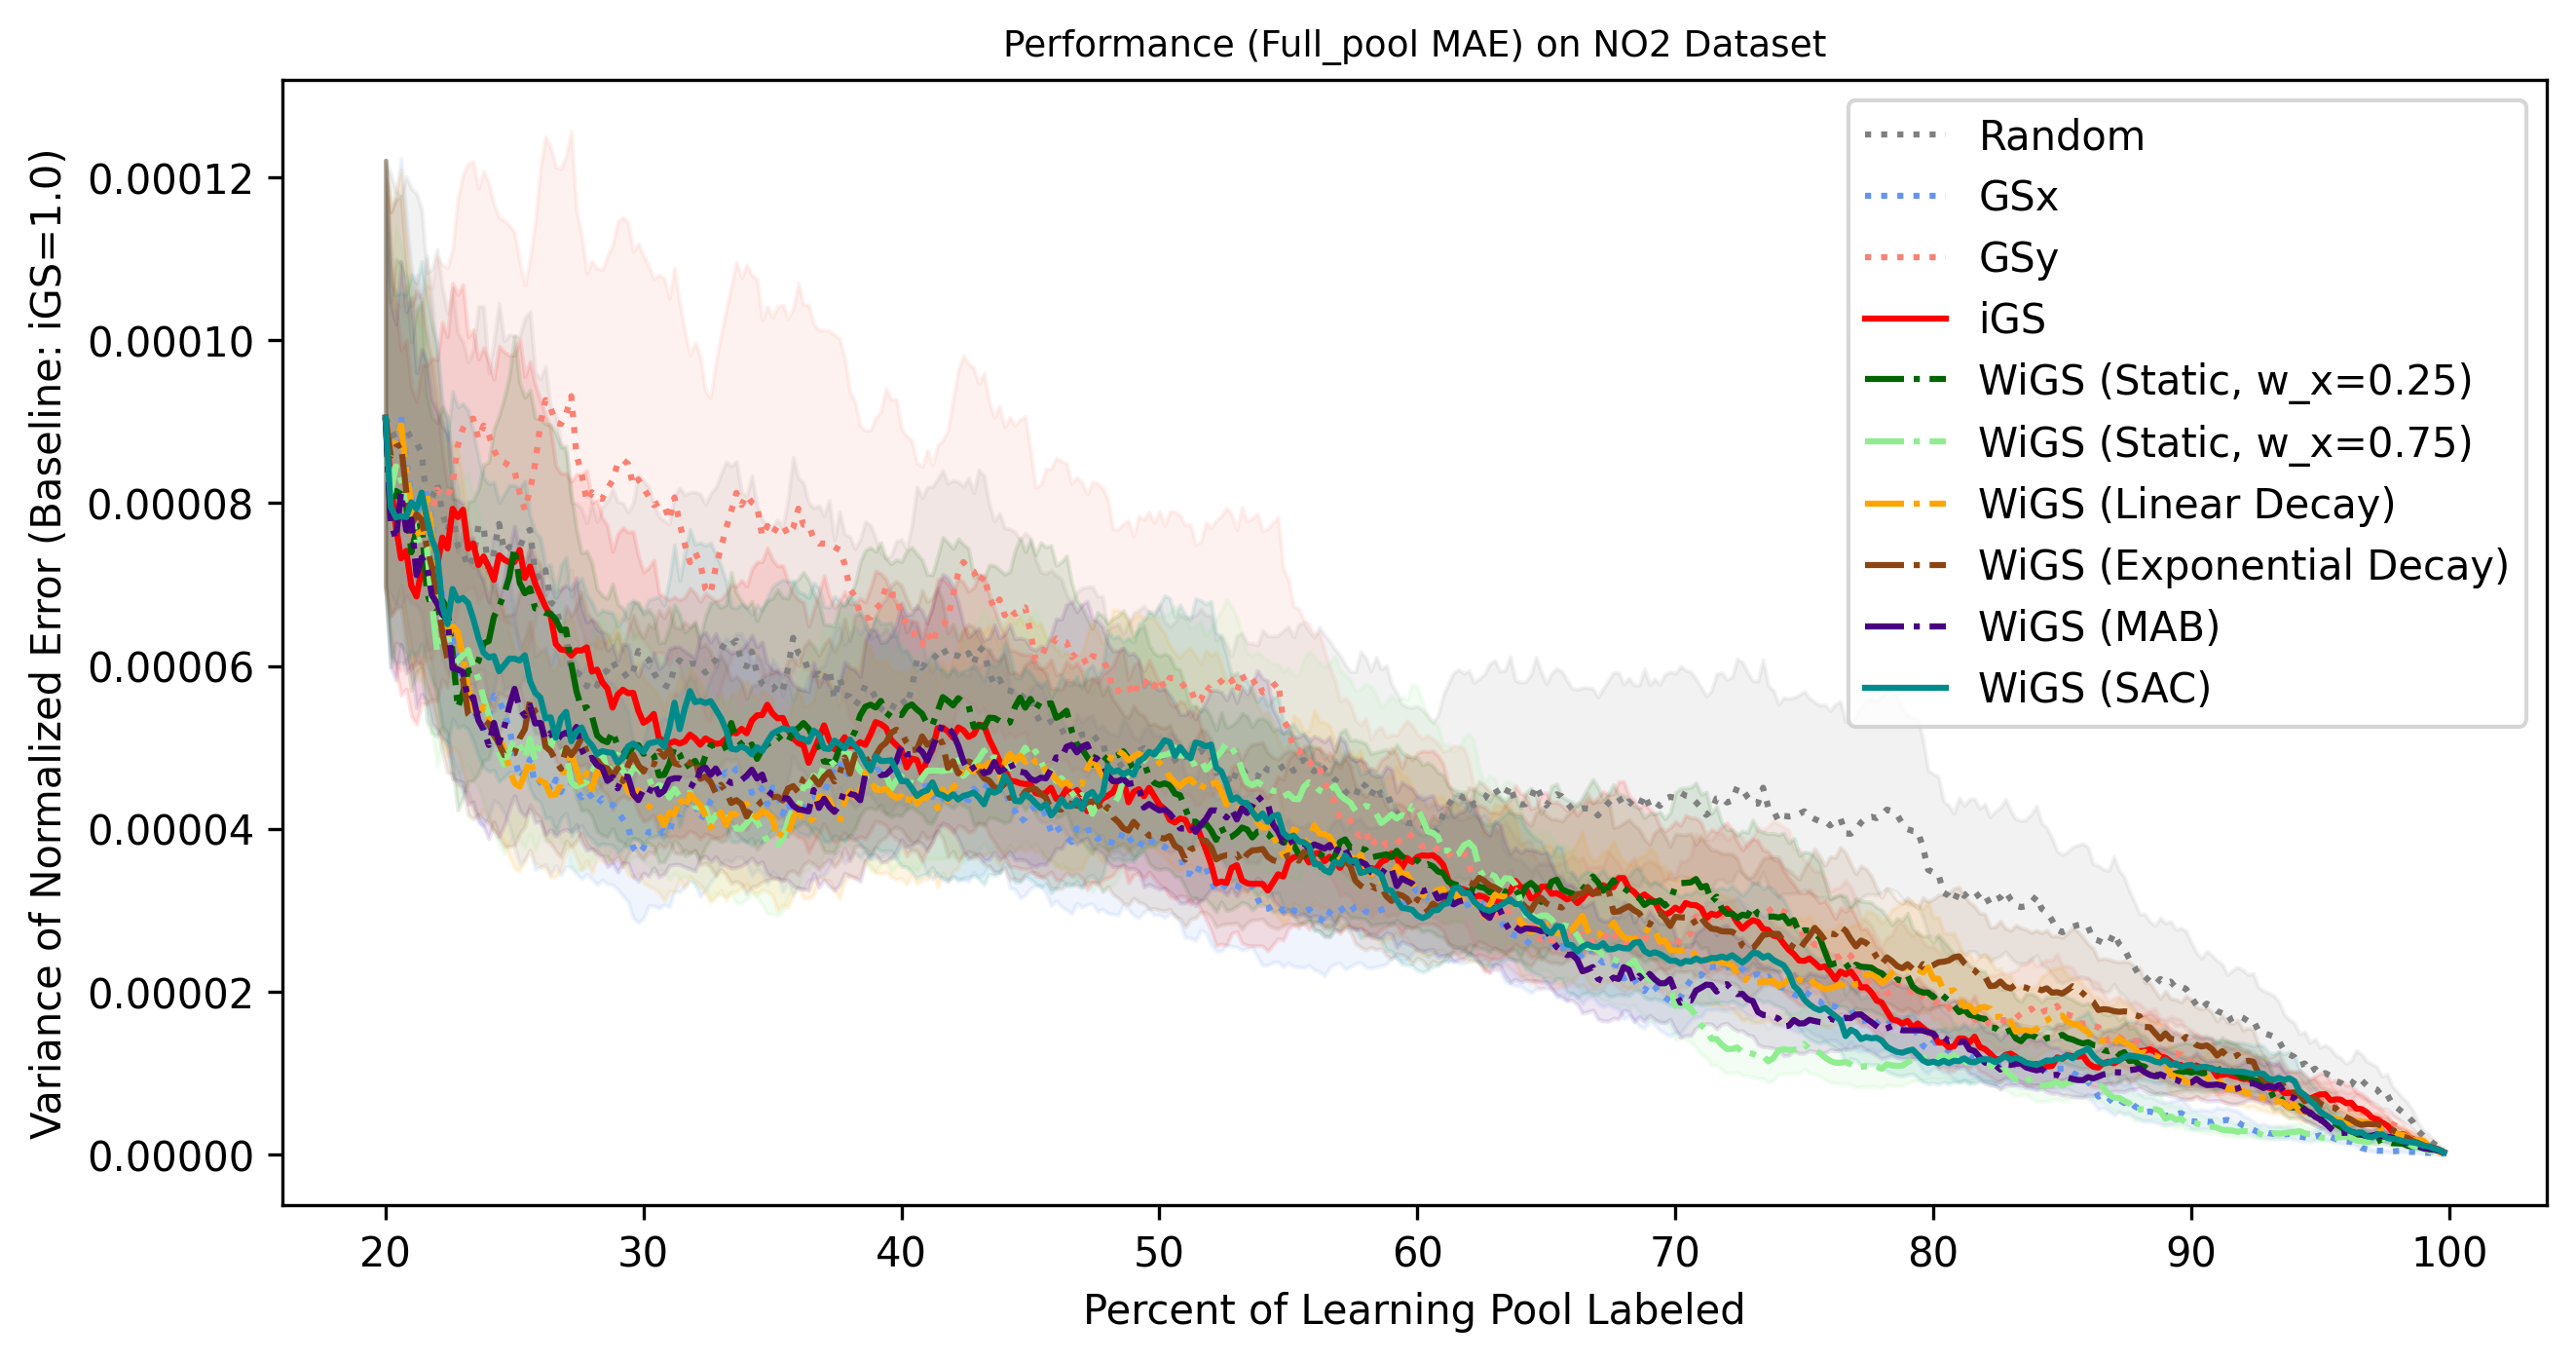 Performance (Full_pool MAE) on NO2 Dataset
Variance of Normalized Error (Baseline: iGS=1.0)
0.00012
0.00010
0.00008
0.00006
0.00004
0.00002
0.00000
Random
GSx
GSy
iGS
WiGS (Static, w_x=0.25)
WiGS (Static, w_x=0.75)
WiGS (Linear Decay)
WiGS (Exponential Decay)
WiGS (MAB)
WiGS (SAC)
20 30 40 50 60 70 80 90 100
Percent of Learning Pool Labeled